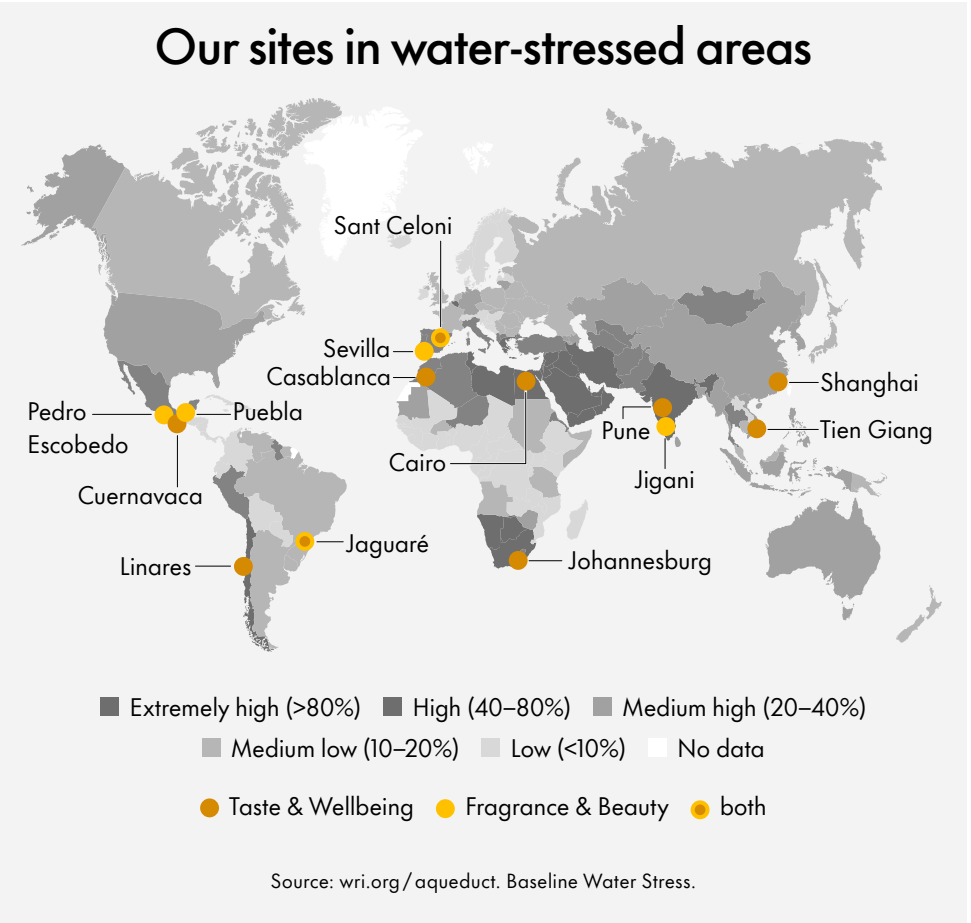 Our sites in water-stressed areas
Sant Celoni
Sevilla
Casablanca
Shanghai
Pedro
Escobedo
Puebla
Pune
Tien Giang
Cairo
Jigani
Cuernavaca
Jaguaré
Linares
Johannesburg
Extremely high (>80%) High (40–80%) Medium high (20–40%)
Medium low (10–20%) Low (<10%) No data
Taste & Wellbeing Fragrance & Beauty both
Source: wri.org/aqueduct. Baseline Water Stress.